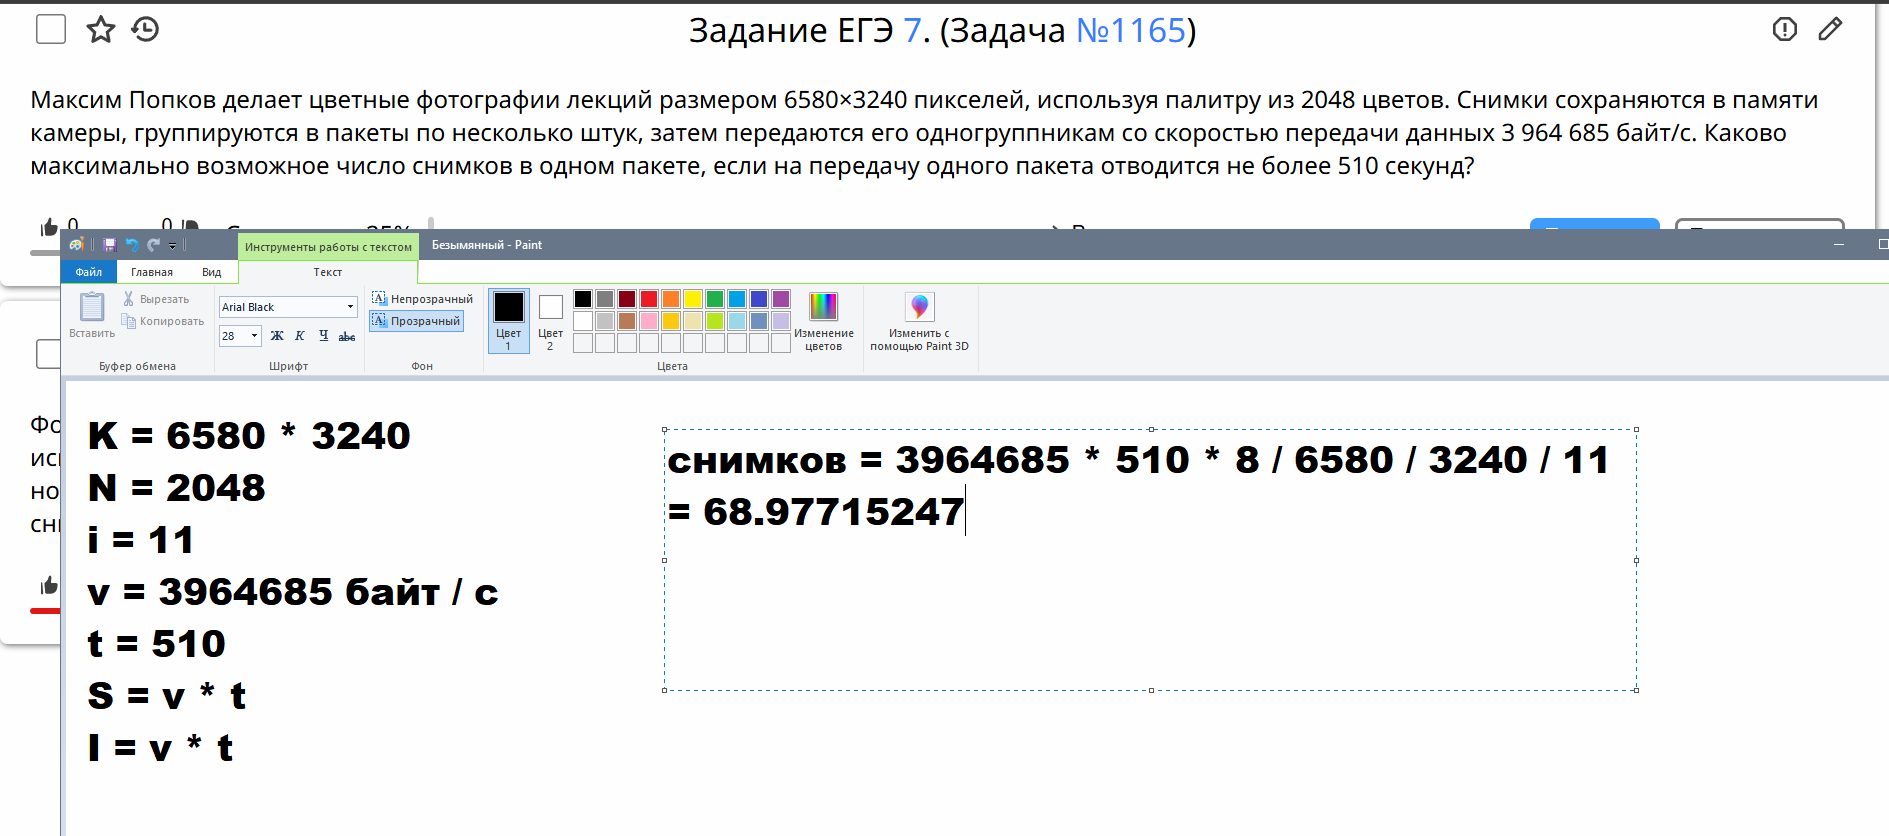 Задание ЕГЭ 7. (Задача №1165)
Максим Попков делает цветные фотографии лекций размером 6580×3240 пикселей, используя палитру из 2048 цветов. Снимки сохраняются в памяти
камеры, группируются в пакеты по несколько штук, затем передаются его одногруппникам со скоростью передачи данных 3 964 685 байт/с. Каково
максимально возможное число снимков в одном пакете, если на передачу одного пакета отводится не более 510 секунд?
0 0
Инструменты работы с текстом Безымянный - Paint
Файл Главная Вид Текст
Вставить
Вырезать
Копировать
Буфер обмена
Arial Black
28 Ж К Ч abc
Шрифт
Непрозрачный
Прозрачный
Фон
Цвет
1
Цвет
2
Цвета
Изменение
цветов
Изменить с
помощью Paint 3D
K = 6580 * 3240
N = 2048
i = 11
v = 3964685 байт / с
t = 510
S = v * t
I = v * t
снимков = 3964685 * 510 * 8 / 6580 / 3240 / 11
= 68.97715247